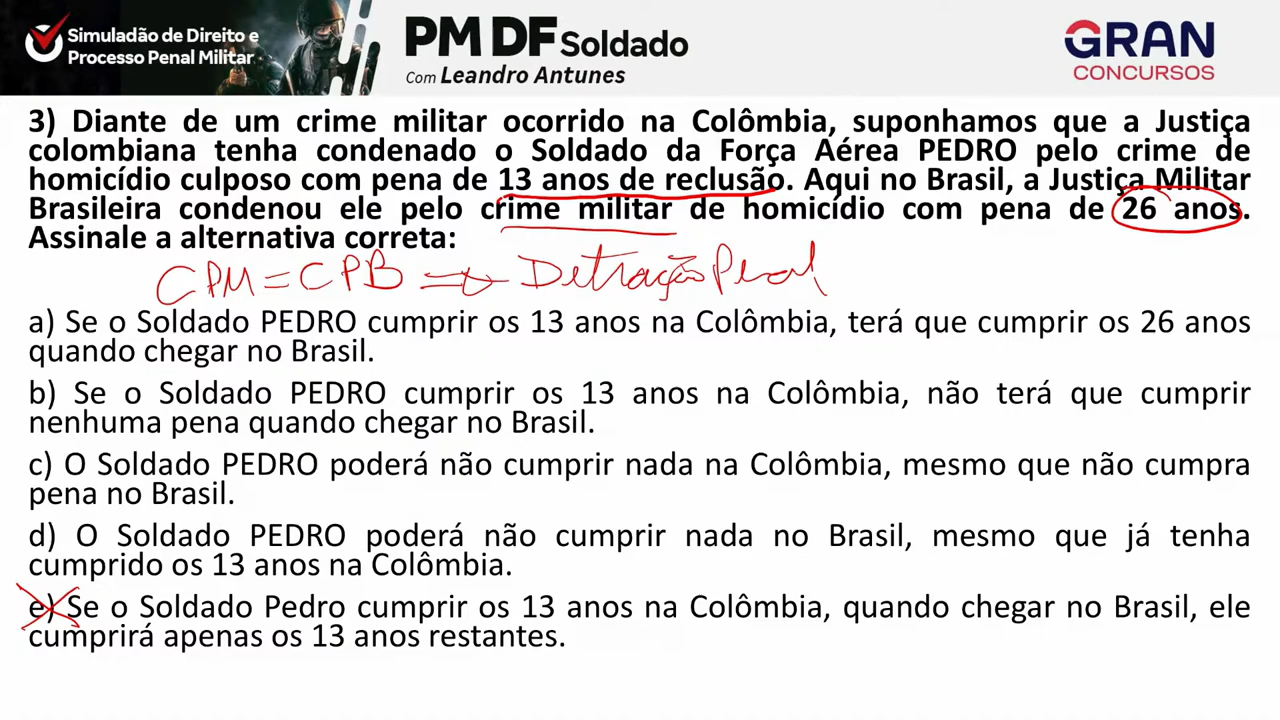 Simuladão de Direito e
Processo Penal Militar
PM DF Soldado
Com Leandro Antunes
GRAN
CONCURSOS
3) Diante de um crime militar ocorrido na Colômbia, suponhamos que a Justiça
colombiana tenha condenado o Soldado da Força Aérea PEDRO pelo crime de
homicídio culposo com pena de 13 anos de reclusão. Aqui no Brasil, a Justiça Militar
Brasileira condenou ele pelo crime militar de homicídio com pena de 26 anos.
Assinale a alternativa correta:
CPM = CPB => Detração Penal
a) Se o Soldado PEDRO cumprir os 13 anos na Colômbia, terá que cumprir os 26 anos
quando chegar no Brasil.
b) Se o Soldado PEDRO cumprir os 13 anos na Colômbia, não terá que cumprir
nenhuma pena quando chegar no Brasil.
c) O Soldado PEDRO poderá não cumprir nada na Colômbia, mesmo que não cumpra
pena no Brasil.
d) O Soldado PEDRO poderá não cumprir nada no Brasil, mesmo que já tenha
cumprido os 13 anos na Colômbia.
e) Se o Soldado Pedro cumprir os 13 anos na Colômbia, quando chegar no Brasil, ele
cumprirá apenas os 13 anos restantes.